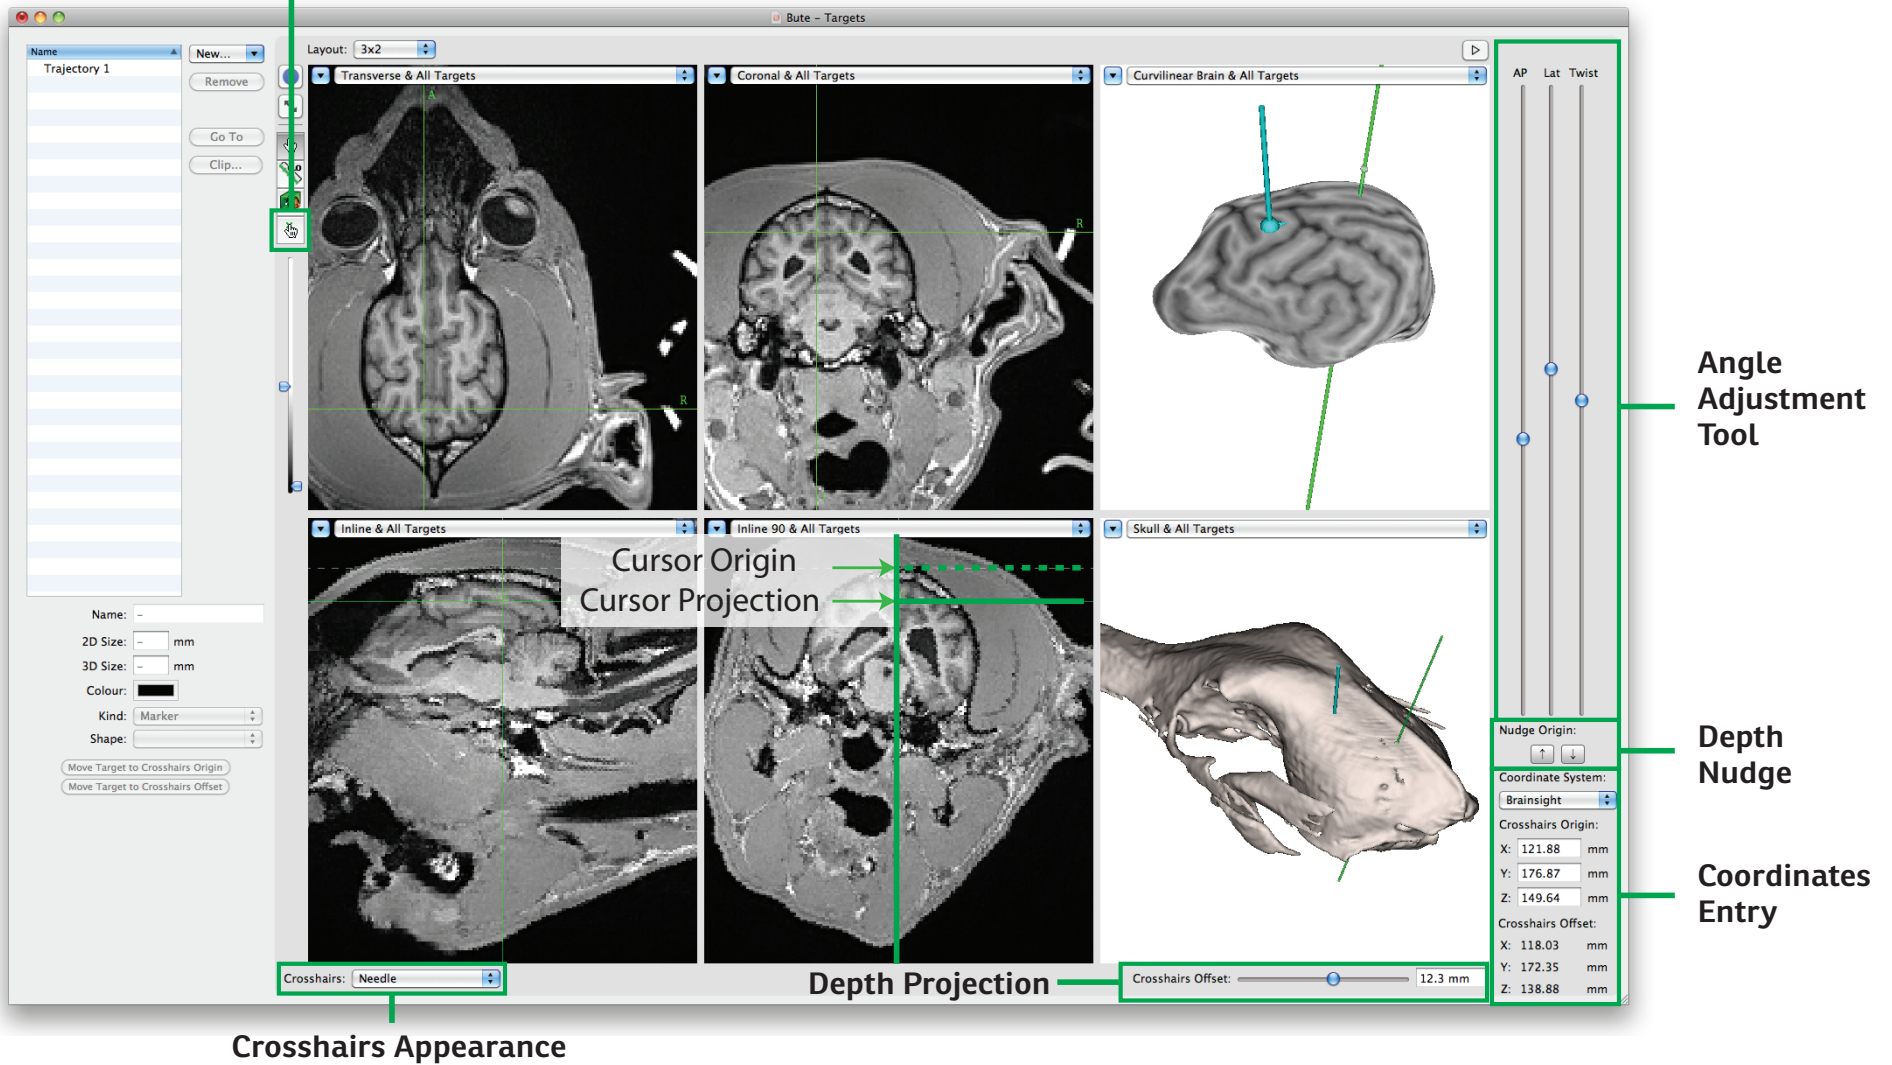 Bute – Targets
Name
Trajectory 1
New...
Remove
Go To
Clip...
Layout: 3x2
Transverse & All Targets
A
R
Coronal & All Targets
R
Curvilinear Brain & All Targets
AP Lat Twist
Angle
Adjustment
Tool
Inline & All Targets
Inline 90 & All Targets
Skull & All Targets
Cursor Origin
Cursor Projection
Name: –
2D Size: – mm
3D Size: – mm
Colour:
Kind: Marker
Shape:
Move Target to Crosshairs Origin
Move Target to Crosshairs Offset
Nudge Origin:
↑ ↓
Depth
Nudge
Coordinate System:
Brainsight
Crosshairs Origin:
X: 121.88 mm
Y: 176.87 mm
Z: 149.64 mm
Crosshairs Offset:
X: 118.03 mm
Y: 172.35 mm
Z: 138.88 mm
Coordinates
Entry
Crosshairs: Needle
Depth Projection
Crosshairs Offset: 12.3 mm
Crosshairs Appearance